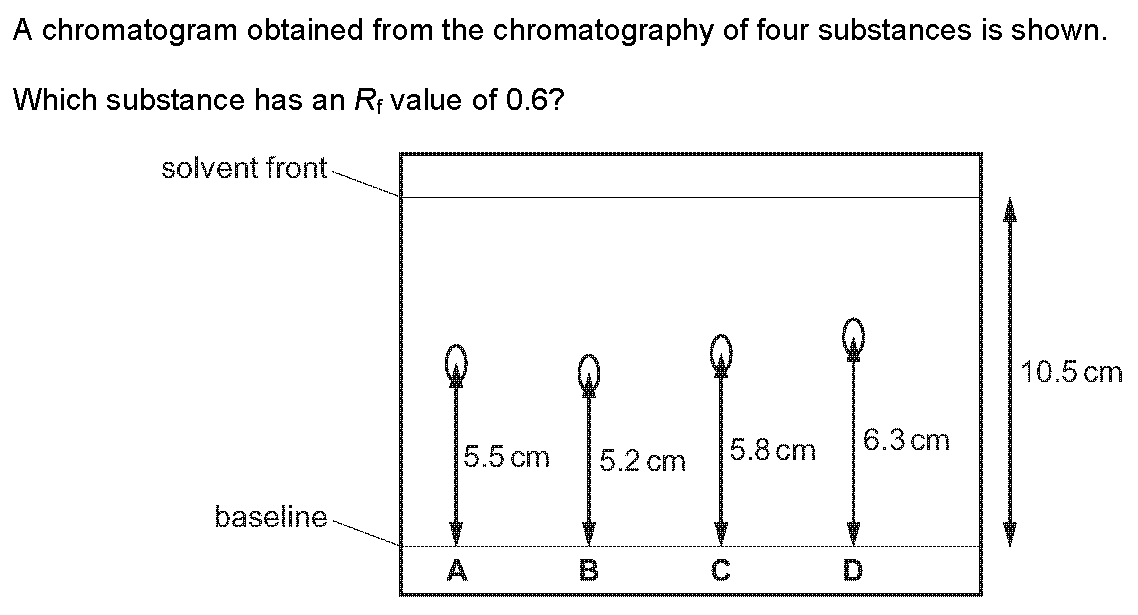 A chromatogram obtained from the chromatography of four substances is shown.
Which substance has an Rf value of 0.6?
solvent front
10.5 cm
5.5 cm
5.2 cm
5.8 cm
6.3 cm
baseline
A B C D